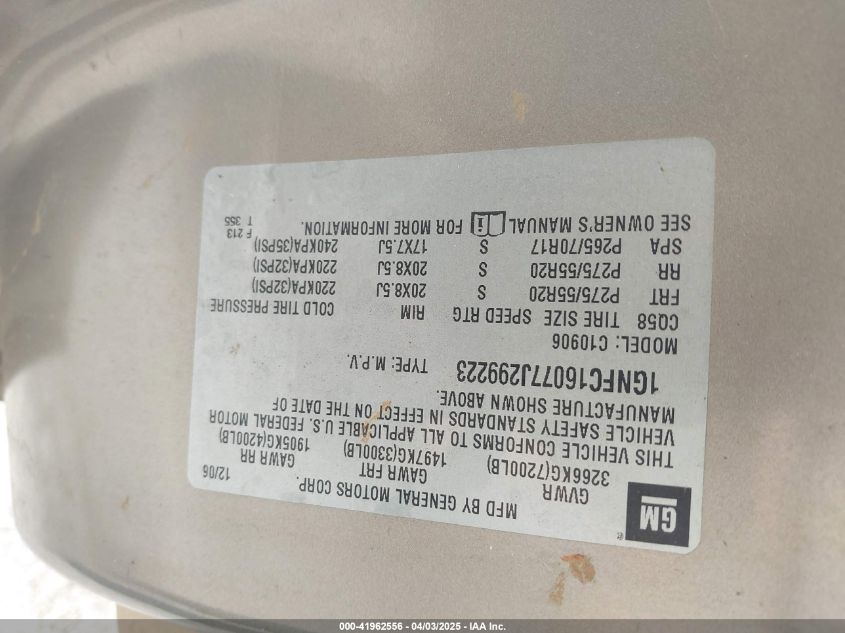 GM
®
MFD BY GENERAL MOTORS CORP. 12/06
GVWR GAWR FRT GAWR RR
3266KG(7200LB) 1497KG(3300LB) 1905KG(4200LB)
THIS VEHICLE CONFORMS TO ALL APPLICABLE U.S. FEDERAL MOTOR
VEHICLE SAFETY STANDARDS IN EFFECT ON THE DATE OF
MANUFACTURE SHOWN ABOVE.
1GNFC16077J299223 TYPE: M.P.V.
MODEL: C10906
CQ58 TIRE SIZE SPEED RTG RIM COLD TIRE PRESSURE
FRT P275/55R20 S 20X8.5J 220KPA(32PSI)
RR P275/55R20 S 20X8.5J 220KPA(32PSI)
SPA P265/70R17 S 17X7.5J 240KPA(35PSI)
SEE OWNER'S MANUAL i FOR MORE INFORMATION.
F 213
T 355
000-41962556 - 04/03/2025 - IAA Inc.